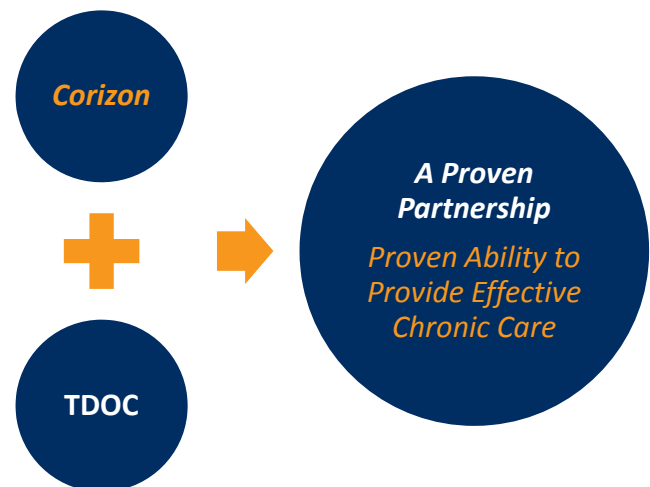 Corizon
TDOC
A Proven
Partnership
Proven Ability to
Provide Effective
Chronic Care